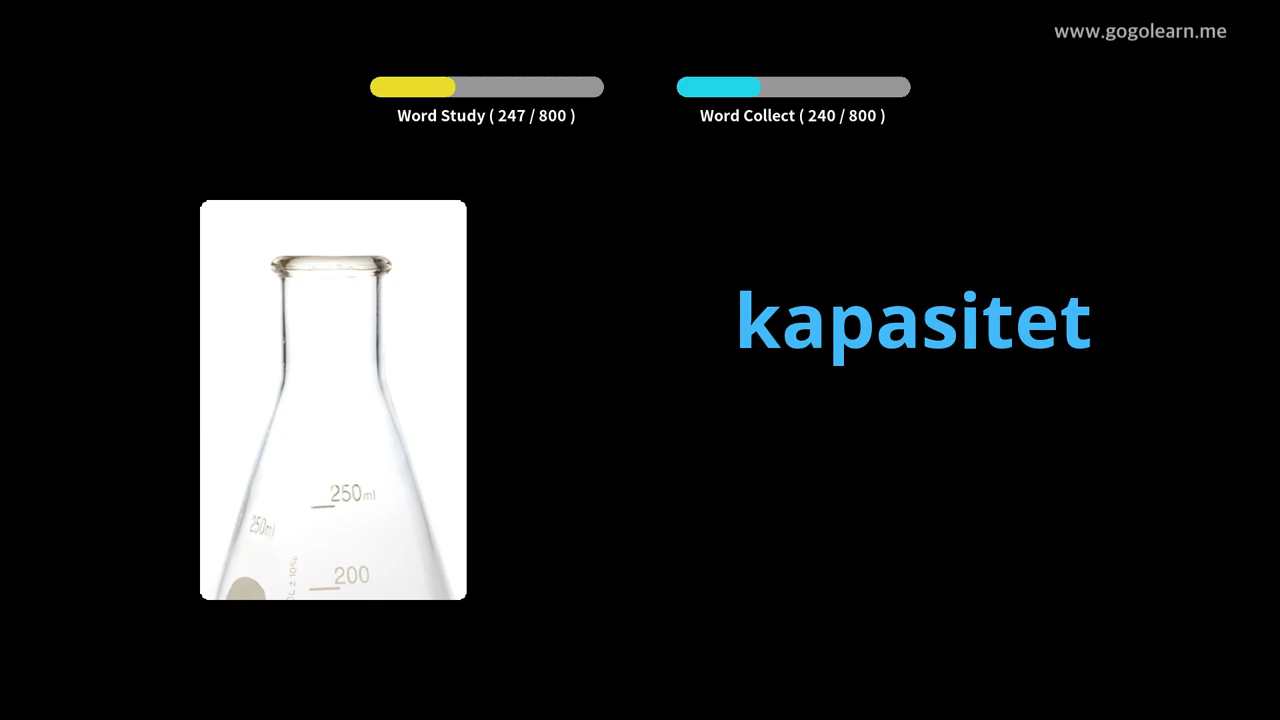 www.gogolearn.me
Word Study ( 247 / 800 )
Word Collect ( 240 / 800 )
kapasitet
250ml
250ml
200